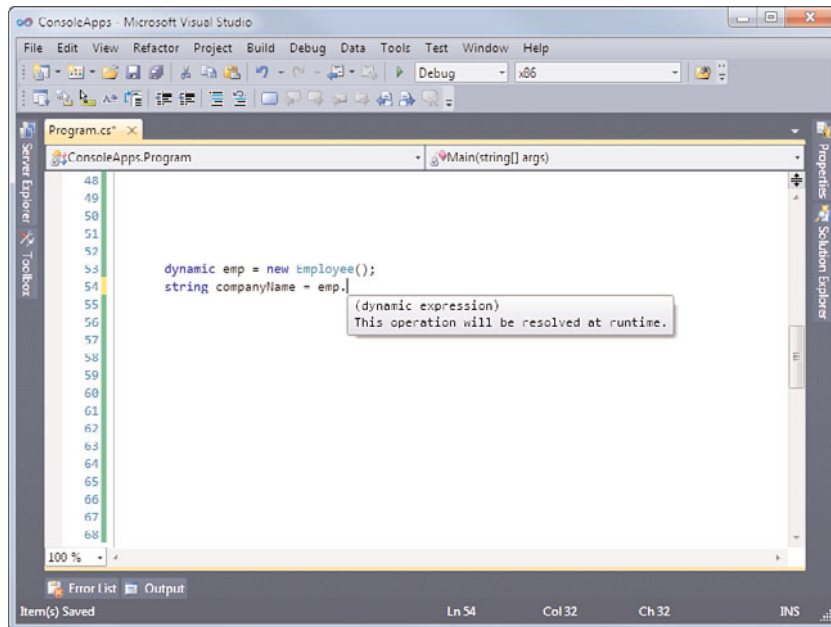 ConsoleApps - Microsoft Visual Studio
File Edit View Refactor Project Build Debug Data Tools Test Window Help
Debug x86
Program.cs* ×
ConsoleApps.Program Main(string[] args)
Server Explorer
Toolbox
Properties
Solution Explorer
48
49
50
51
52
53 dynamic emp = new Employee();
54 string companyName = emp.
(dynamic expression)
This operation will be resolved at runtime.
55
56
57
58
59
60
61
62
63
64
65
66
67
68
100 %
Error List Output
Item(s) Saved Ln 54 Col 32 Ch 32 INS